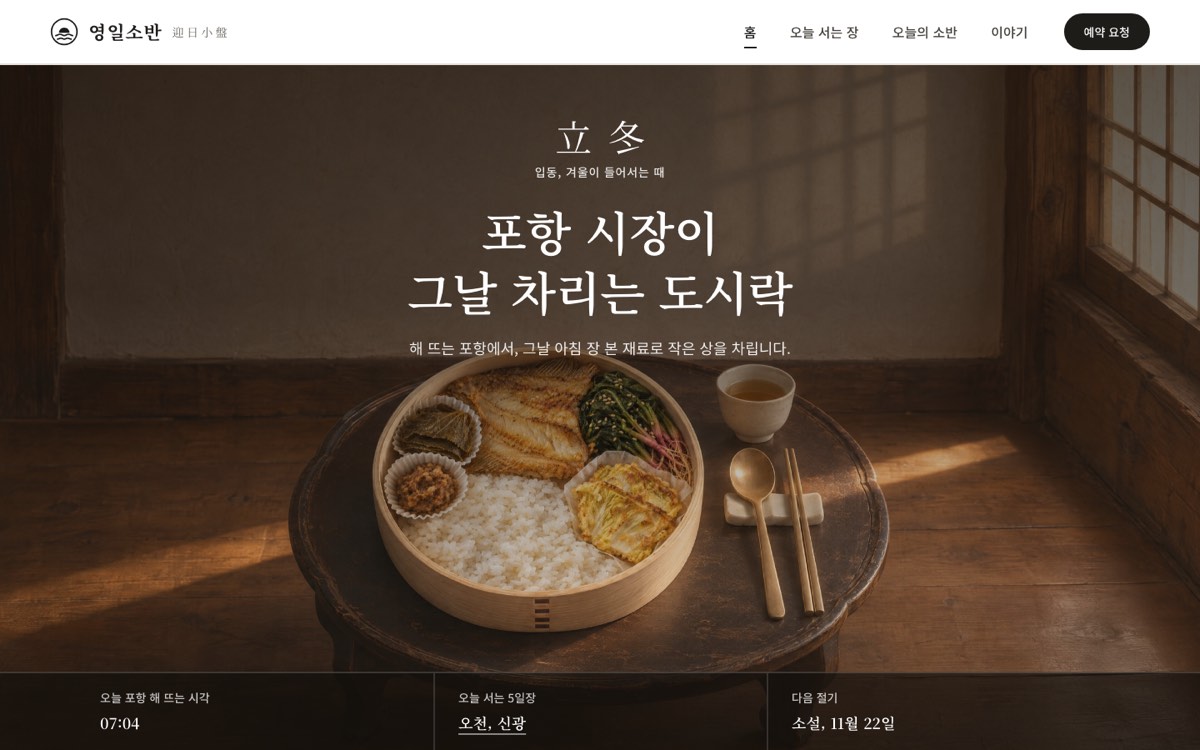 영일소반 迎日小盤
홈
오늘 서는 장
오늘의 소반
이야기
예약 요청
立冬
입동, 겨울이 들어서는 때
포항 시장이
그날 차리는 도시락
해 뜨는 포항에서, 그날 아침 장 본 재료로 작은 상을 차립니다.
오늘 포항 해 뜨는 시각
07:04
오늘 서는 5일장
오천, 신광
다음 절기
소설, 11월 22일